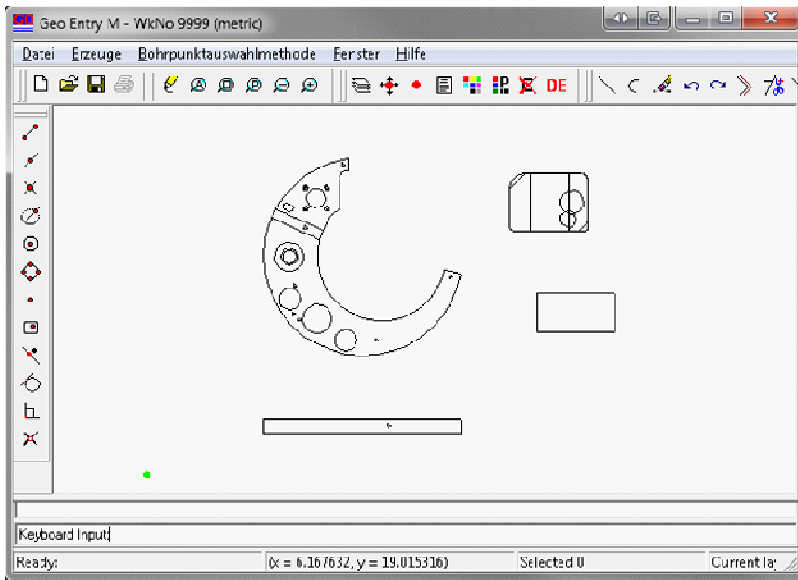 Geo Entry M - WkNo 9999 (metric)
Datei Erzeuge Bohrpunktauswahlmethode Fenster Hilfe
DE
Keyboard Input:
Ready: (x = 6.167632, y = 19.015316) Selected 0 Current la